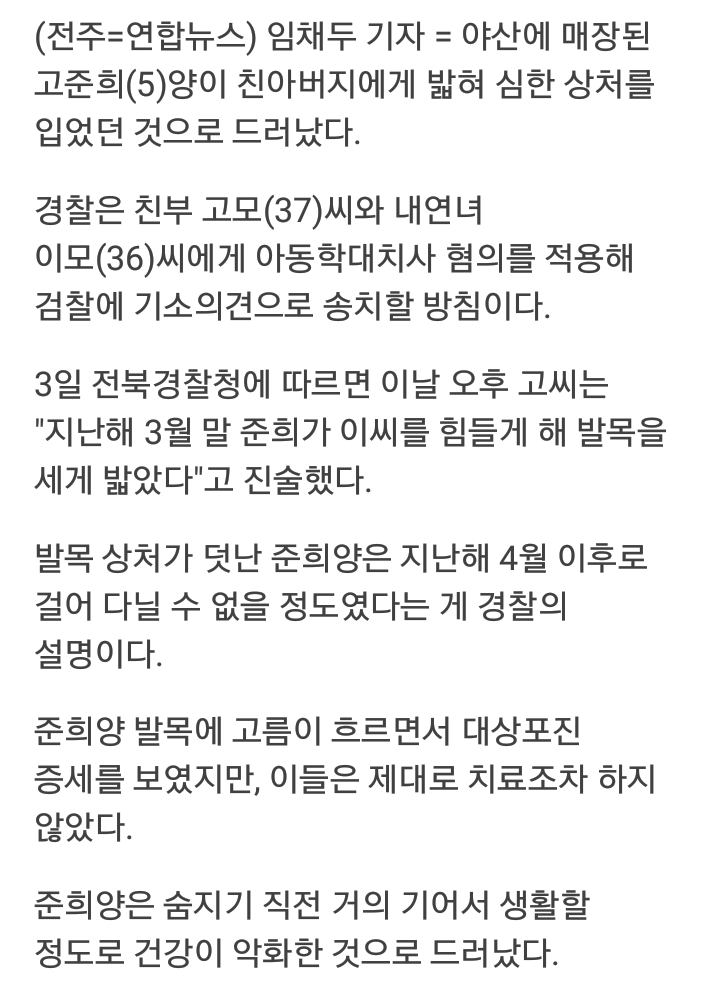 (전주=연합뉴스) 임채두 기자 = 야산에 매장된
고준희(5)양이 친아버지에게 밟혀 심한 상처를
입었던 것으로 드러났다.
경찰은 친부 고모(37)씨와 내연녀
이모(36)씨에게 아동학대치사 혐의를 적용해
검찰에 기소의견으로 송치할 방침이다.
3일 전북경찰청에 따르면 이날 오후 고씨는
"지난해 3월 말 준희가 이씨를 힘들게 해 발목을
세게 밟았다"고 진술했다.
발목 상처가 덧난 준희양은 지난해 4월 이후로
걸어 다닐 수 없을 정도였다는 게 경찰의
설명이다.
준희양 발목에 고름이 흐르면서 대상포진
증세를 보였지만, 이들은 제대로 치료조차 하지
않았다.
준희양은 숨지기 직전 거의 기어서 생활할
정도로 건강이 악화한 것으로 드러났다.